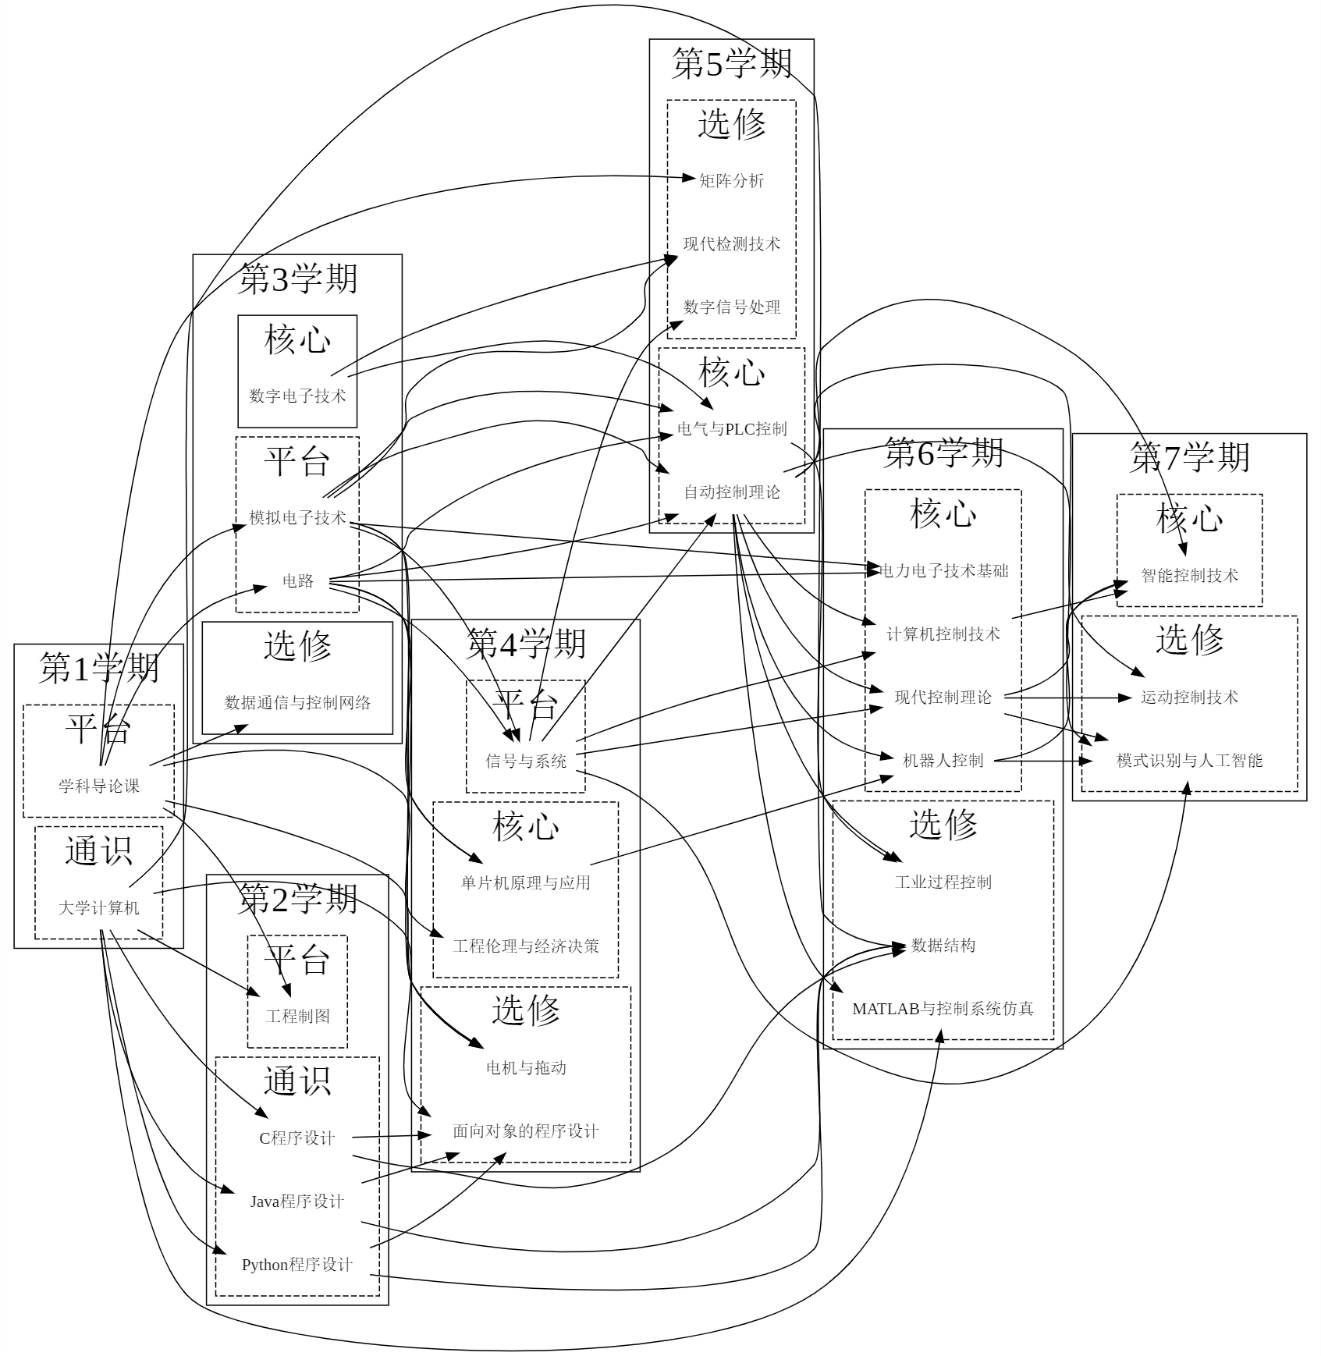 第5学期
选修
矩阵分析
现代检测技术
数字信号处理
核心
电气与PLC控制
自动控制理论
第3学期
核心
数字电子技术
平台
模拟电子技术
电路
选修
数据通信与控制网络
第6学期
核心
电力电子技术基础
计算机控制技术
现代控制理论
机器人控制
选修
工业过程控制
数据结构
MATLAB与控制系统仿真
第7学期
核心
智能控制技术
选修
运动控制技术
模式识别与人工智能
第4学期
平台
信号与系统
核心
单片机原理与应用
工程伦理与经济决策
选修
电机与拖动
面向对象的程序设计
第1学期
平台
学科导论课
通识
大学计算机
第2学期
平台
工程制图
通识
C程序设计
Java程序设计
Python程序设计